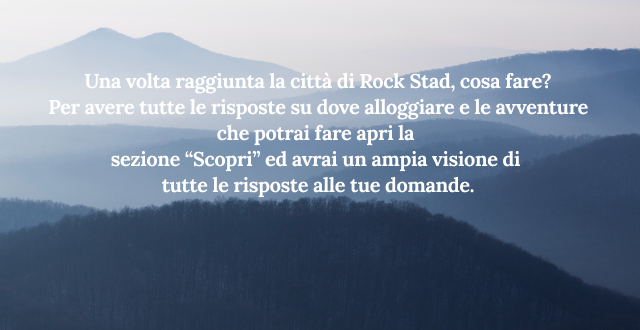 Una volta raggiunta la città di Rock Stad, cosa fare?
Per avere tutte le risposte su dove alloggiare e le avventure
che potrai fare apri la
sezione “Scopri” ed avrai un ampia visione di
tutte le risposte alle tue domande.